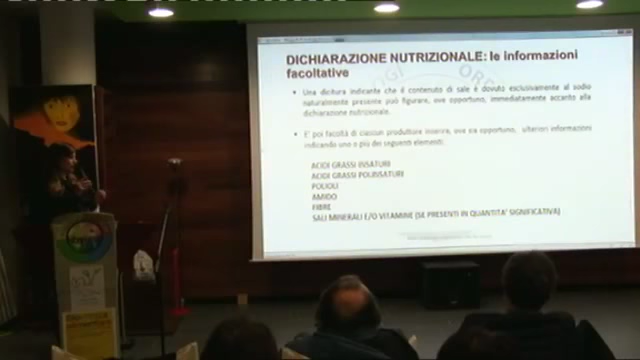 DICHIARAZIONE NUTRIZIONALE: le informazioni
facoltative
• Una dicitura indicante che il contenuto di sale è dovuto esclusivamente al sodio
naturalmente presente può figurare, ove opportuno, immediatamente accanto alla
dichiarazione nutrizionale.
• E' poi facoltà di ciascun produttore inserire, ove sia opportuno, ulteriori informazioni
indicando uno o più dei seguenti elementi:
ACIDI GRASSI INSATURI
ACIDI GRASSI POLINSATURI
POLIOLI
AMIDO
FIBRE
SALI MINERALI E/O VITAMINE (SE PRESENTI IN QUANTITA' SIGNIFICATIVA)